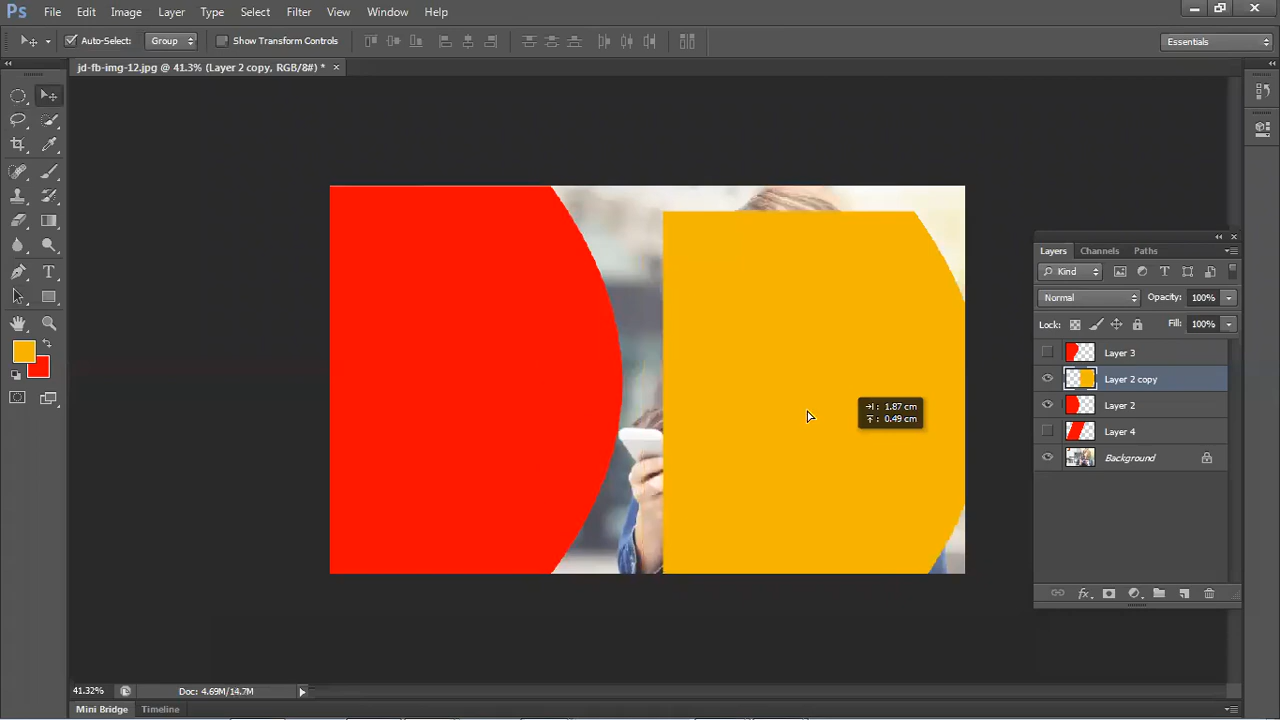 Ps File Edit Image Layer Type Select Filter View Window Help
Auto-Select: Group Show Transform Controls Essentials
jd-fb-img-12.jpg @ 41.3% (Layer 2 copy, RGB/8#) * ×
Layers Channels Paths
Kind
Normal Opacity: 100%
Lock: Fill: 100%
Layer 3
Layer 2 copy
Layer 2
Layer 4
Background
1.87 cm
0.49 cm
41.32% Doc: 4.69M/14.7M
Mini Bridge Timeline